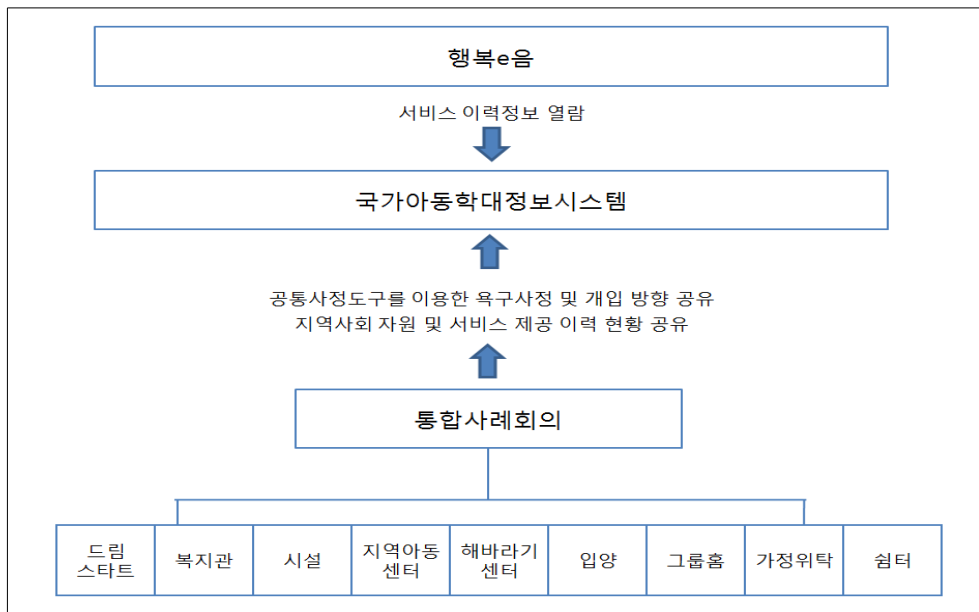 행복e음
서비스 이력정보 열람
국가아동학대정보시스템
공통사정도구를 이용한 욕구사정 및 개입 방향 공유
지역사회 자원 및 서비스 제공 이력 현황 공유
통합사례회의
드림
스타트
복지관
시설
지역아동
센터
해바라기
센터
입양
그룹홈
가정위탁
쉼터